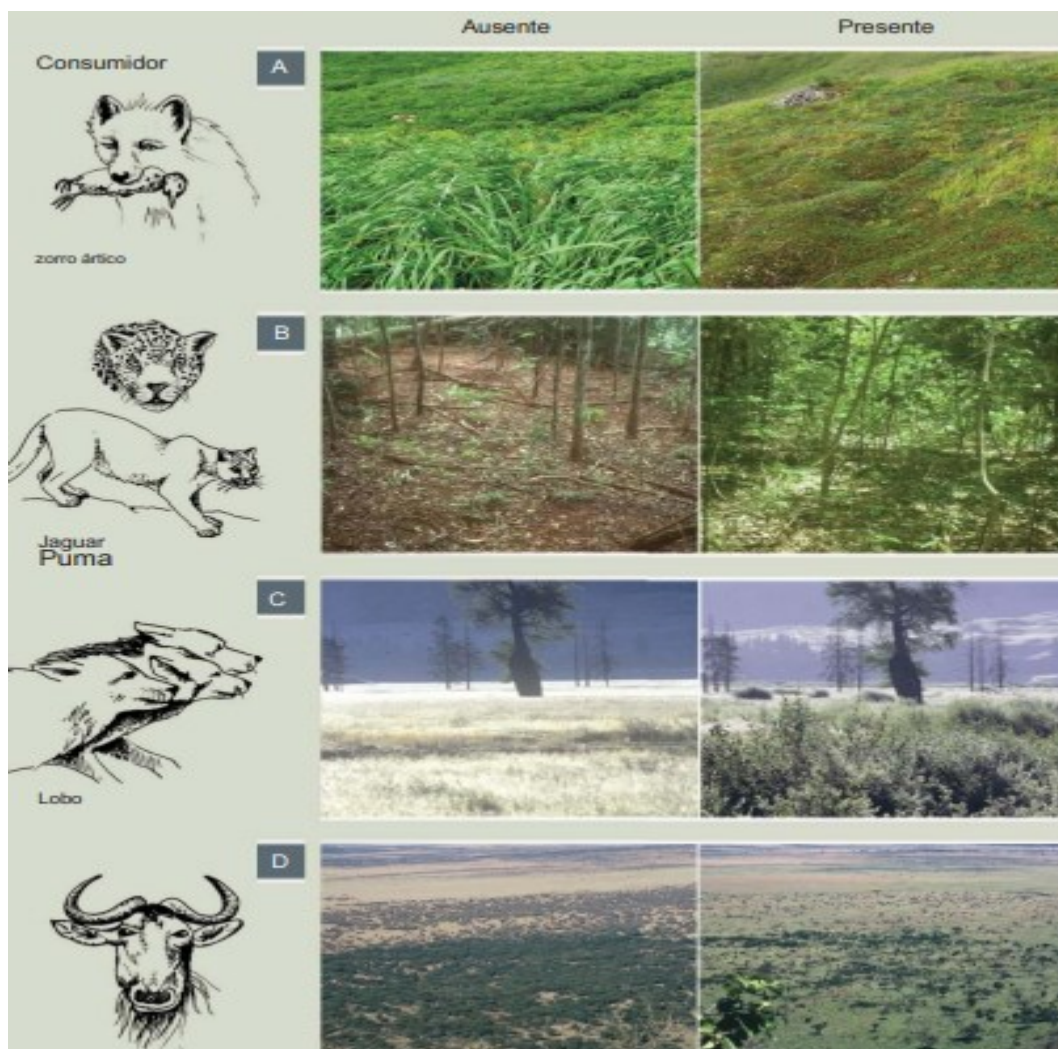 Ausente
Presente
Consumidor
A
zorro ártico
B
Jaguar
Puma
C
Lobo
D